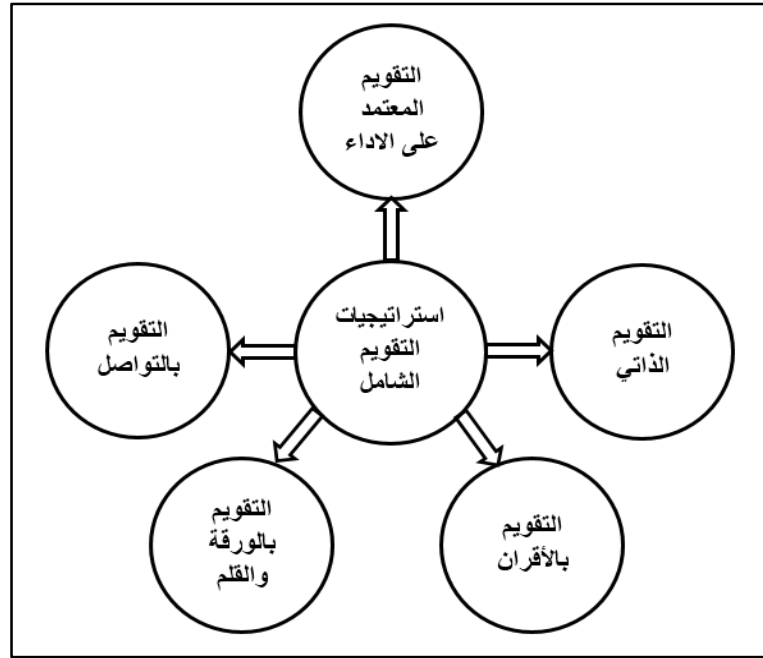 التقويم
المعتمد
على الاداء
استراتيجيات
التقويم
الشامل
التقويم
الذاتي
التقويم
بالتواصل
التقويم
بالأقران
التقويم
بالورقة
والقلم